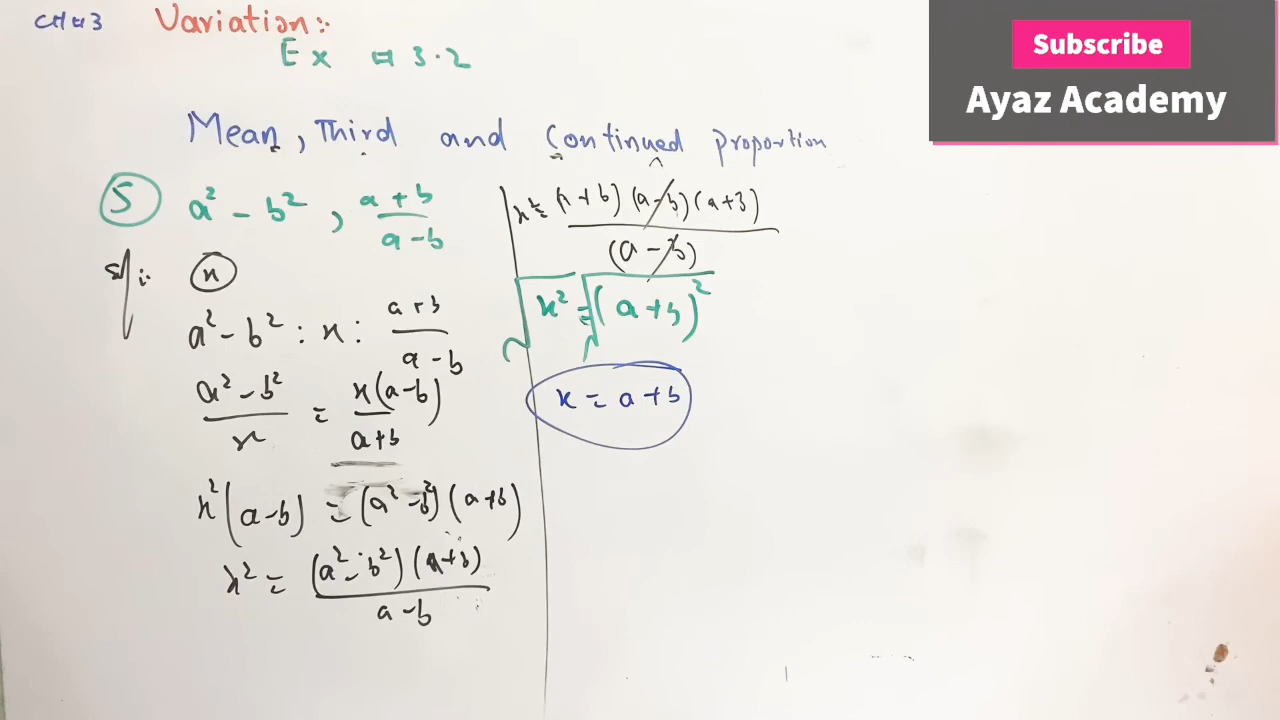 CH # 3 Variation:
Ex # 3.2
Subscribe
Ayaz Academy
Mean, Third and Continued proportion
5 a² - b² , (a+b)/(a-b)
Sol: x
a² - b² : x : (a+b)/(a-b)
(a² - b²)/x = x(a-b)/(a+b)
x²(a-b) = (a² - b²)(a+b)
x² = (a² - b²)(a+b)/(a-b)
x² = (a+b)(a-b)(a+b)/(a-b)
√x² = √(a+b)²
x = a+b